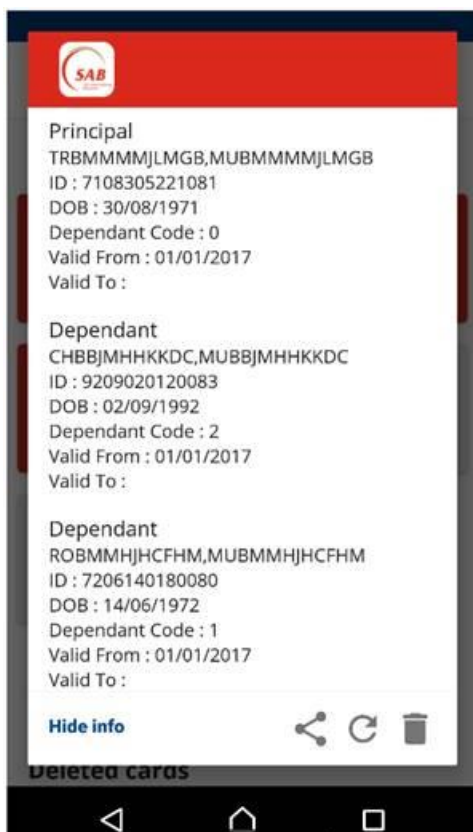 SAB
Principal
TRBMMMMJLMGB,MUBMMMMJLMGB
ID : 7108305221081
DOB : 30/08/1971
Dependant Code : 0
Valid From : 01/01/2017
Valid To :
Dependant
CHBBJMHHKKDC,MUBBJMHHKKDC
ID : 9209020120083
DOB : 02/09/1992
Dependant Code : 2
Valid From : 01/01/2017
Valid To :
Dependant
ROBMMHJHCFHM,MUBMMHJHCFHM
ID : 7206140180080
DOB : 14/06/1972
Dependant Code : 1
Valid From : 01/01/2017
Valid To :
Hide info
Deleted cards